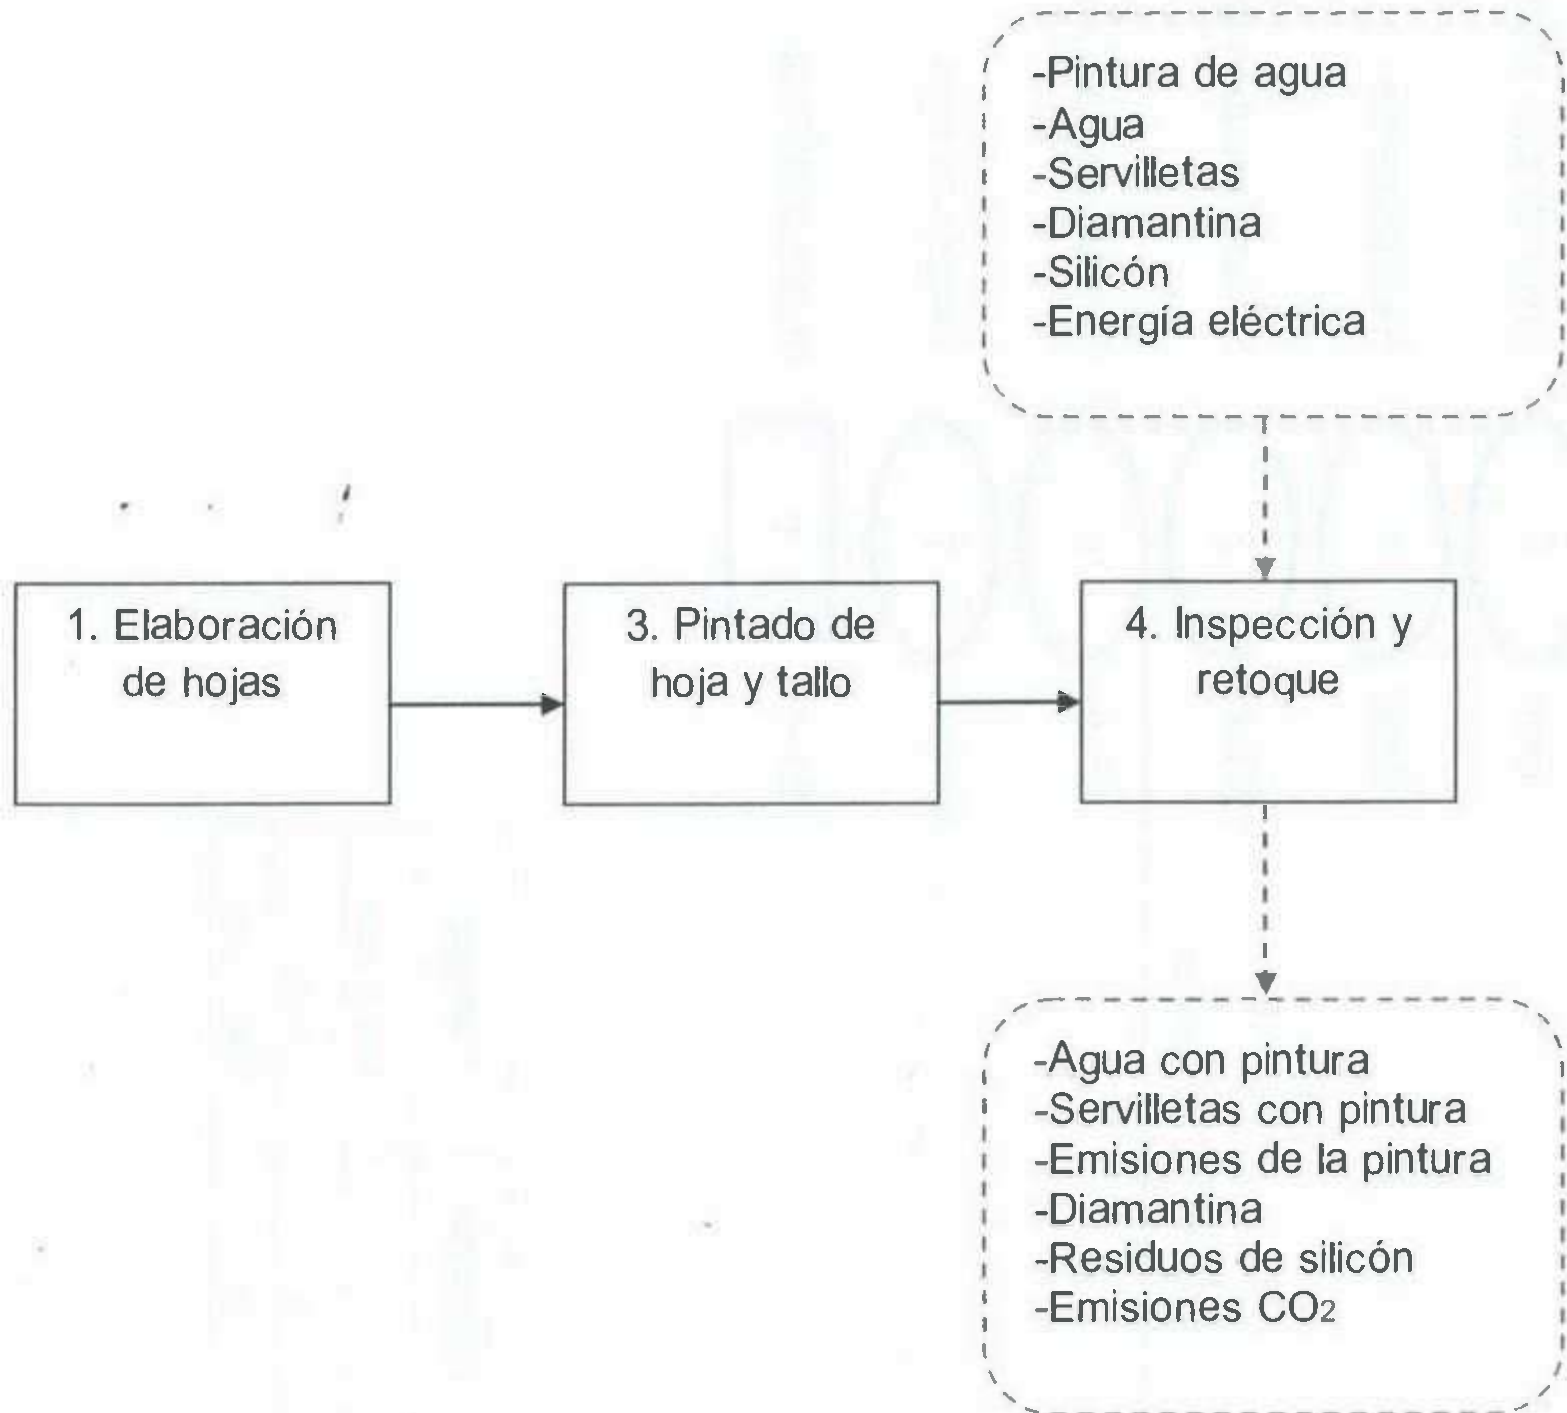 -Pintura de agua
-Agua
-Servilletas
-Diamantina
-Silicón
-Energía eléctrica
1. Elaboración
de hojas
3. Pintado de
hoja y tallo
4. Inspección y
retoque
-Agua con pintura
-Servilletas con pintura
-Emisiones de la pintura
-Diamantina
-Residuos de silicón
-Emisiones CO2